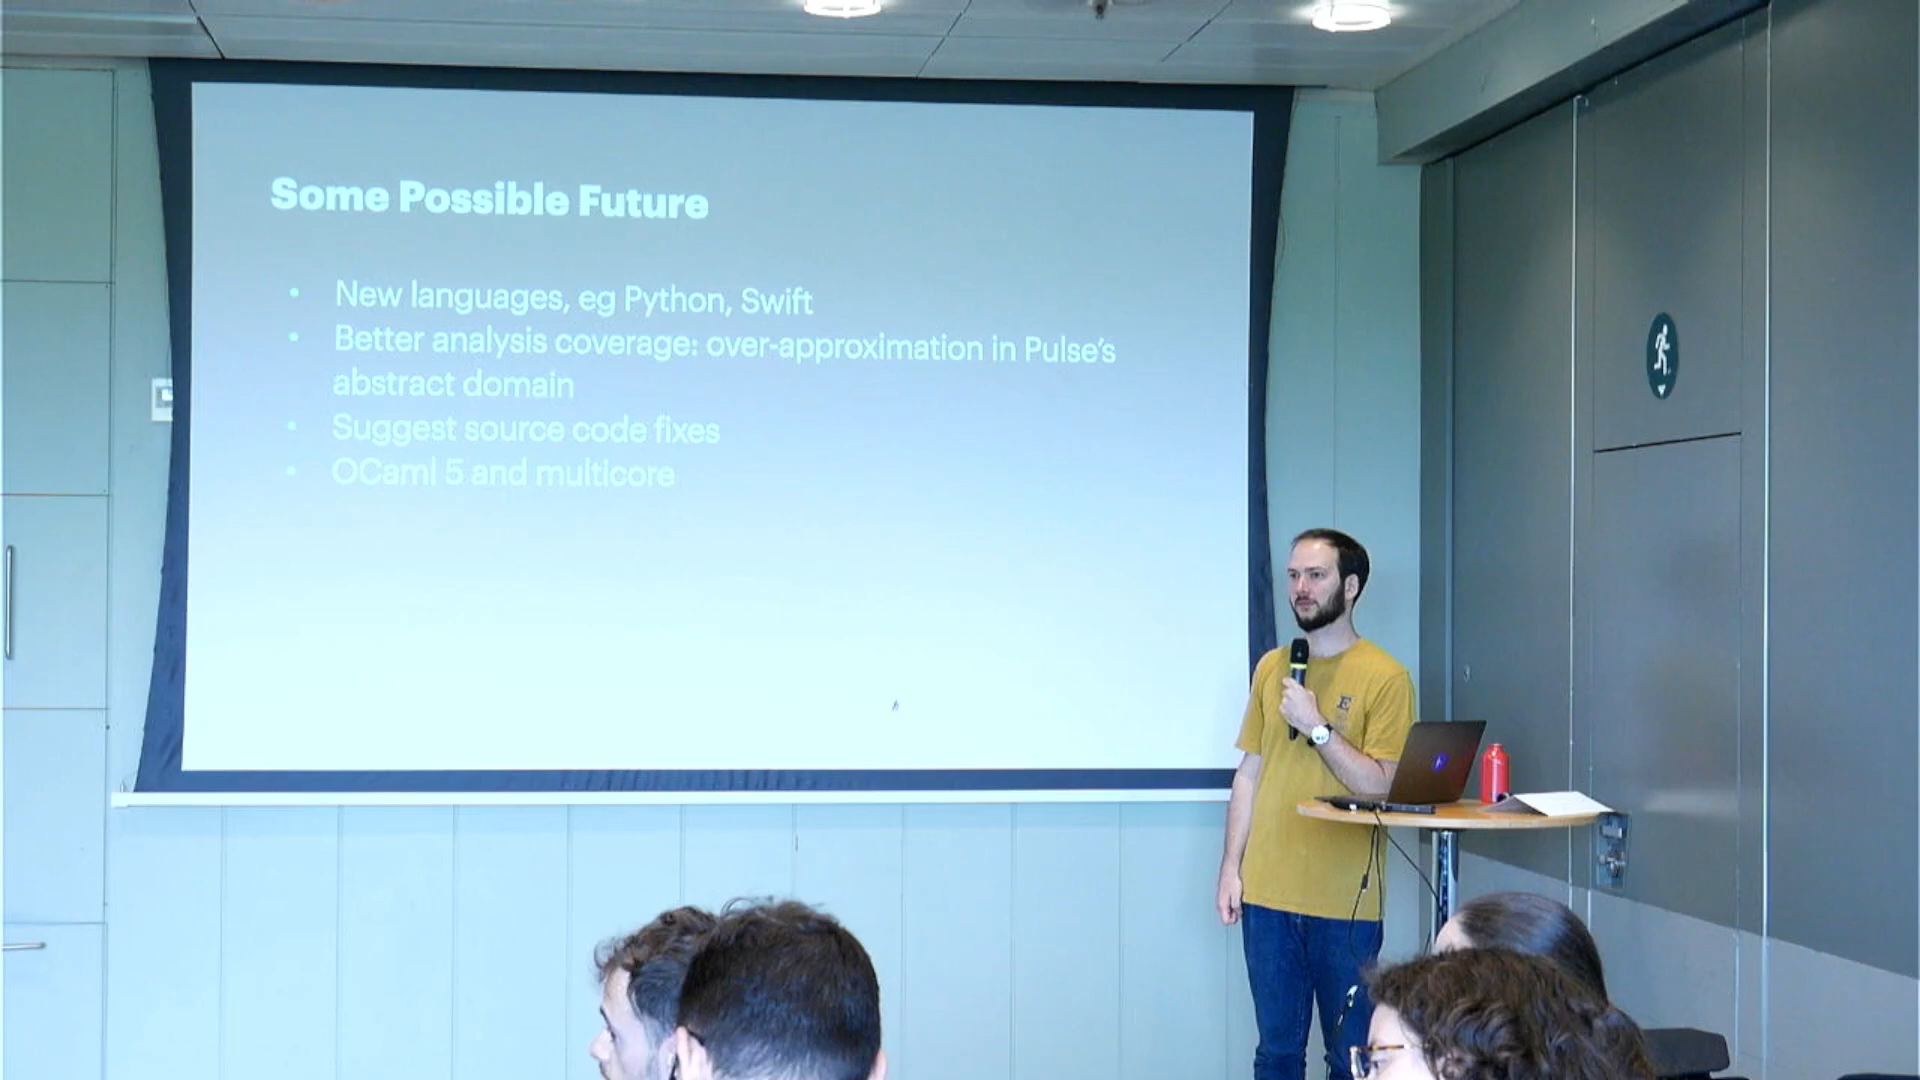 Some Possible Future
• New languages, eg Python, Swift
• Better analysis coverage: over-approximation in Pulse's
abstract domain
• Suggest source code fixes
• OCaml 5 and multicore
E